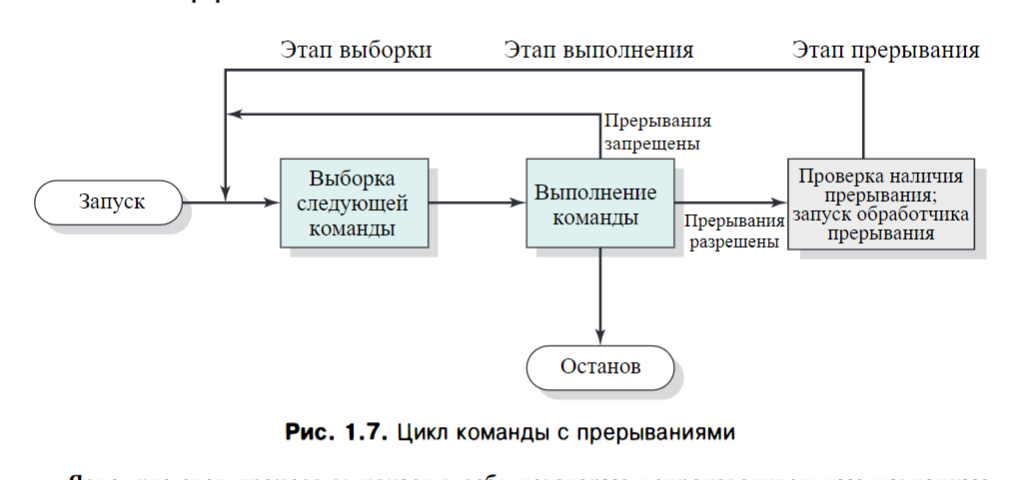 Этап выборки
Этап выполнения
Этап прерывания
Прерывания
запрещены
Запуск
Выборка
следующей
команды
Выполнение
команды
Прерывания
разрешены
Проверка наличия
прерывания;
запуск обработчика
прерывания
Останов
Рис. 1.7. Цикл команды с прерываниями